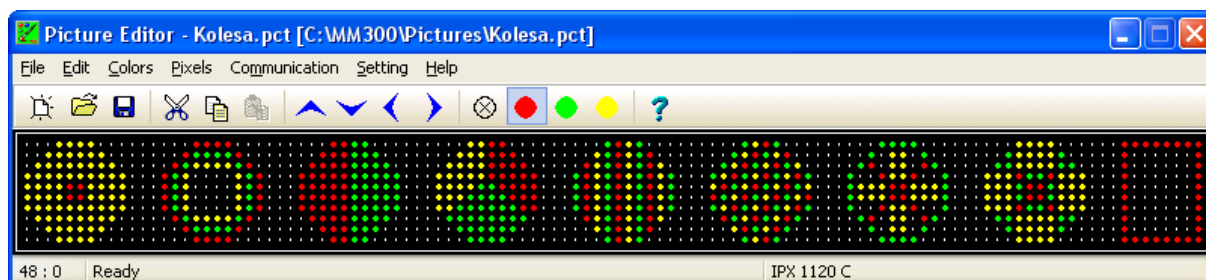 Picture Editor - Kolesa.pct [C:\MM300\Pictures\Kolesa.pct]
File Edit Colors Pixels Communication Setting Help
?
48 : 0 Ready IPX 1120 C